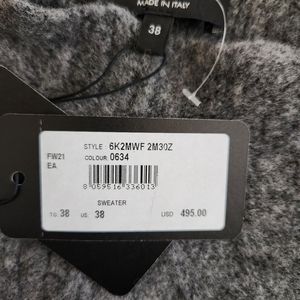 MADE IN ITALY
38
STYLE : 6K2MWF 2M30Z
FW21
COLOUR: 0634
EA
8 059516 336013
SWEATER
TG. 38 US. 38 USD 495.00